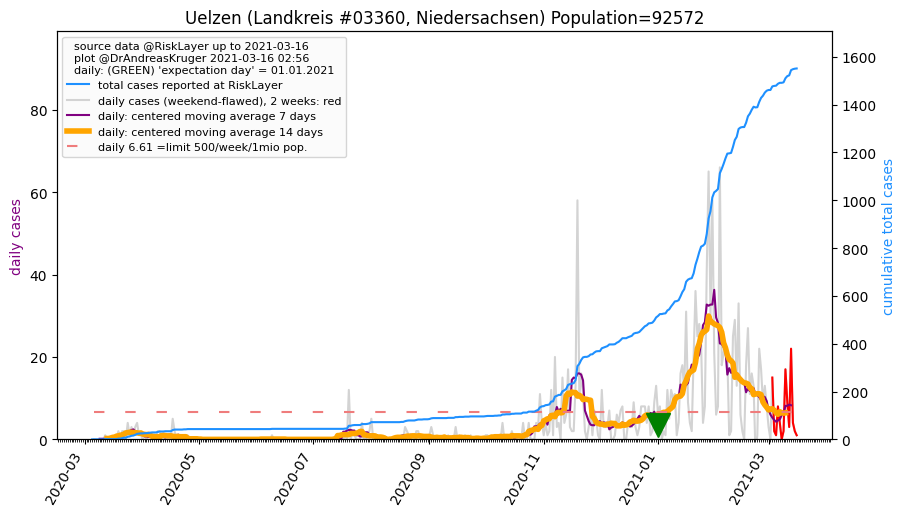 Uelzen (Landkreis #03360, Niedersachsen) Population=92572
source data @RiskLayer up to 2021-03-16
plot @DrAndreasKruger 2021-03-16 02:56
daily: (GREEN) 'expectation day' = 01.01.2021
total cases reported at RiskLayer
daily cases (weekend-flawed), 2 weeks: red
daily: centered moving average 7 days
daily: centered moving average 14 days
daily 6.61 =limit 500/week/1mio pop.
daily cases
80
60
40
20
0
cumulative total cases
1600
1400
1200
1000
800
600
400
200
0
2020-03
2020-05
2020-07
2020-09
2020-11
2021-01
2021-03